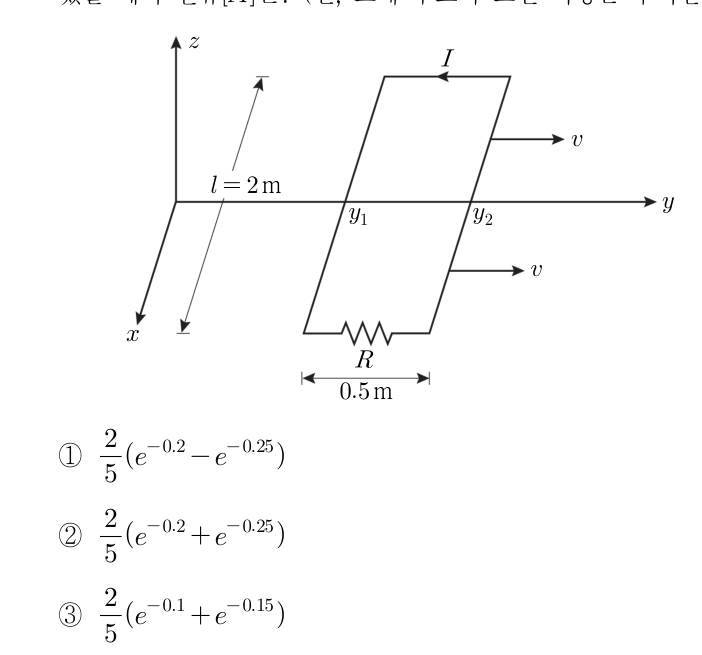 z
I
v
l = 2 m
y₁
y₂
y
v
x
R
0.5 m
① 2/5 (e^{-0.2} - e^{-0.25})
② 2/5 (e^{-0.2} + e^{-0.25})
③ 2/5 (e^{-0.1} + e^{-0.15})